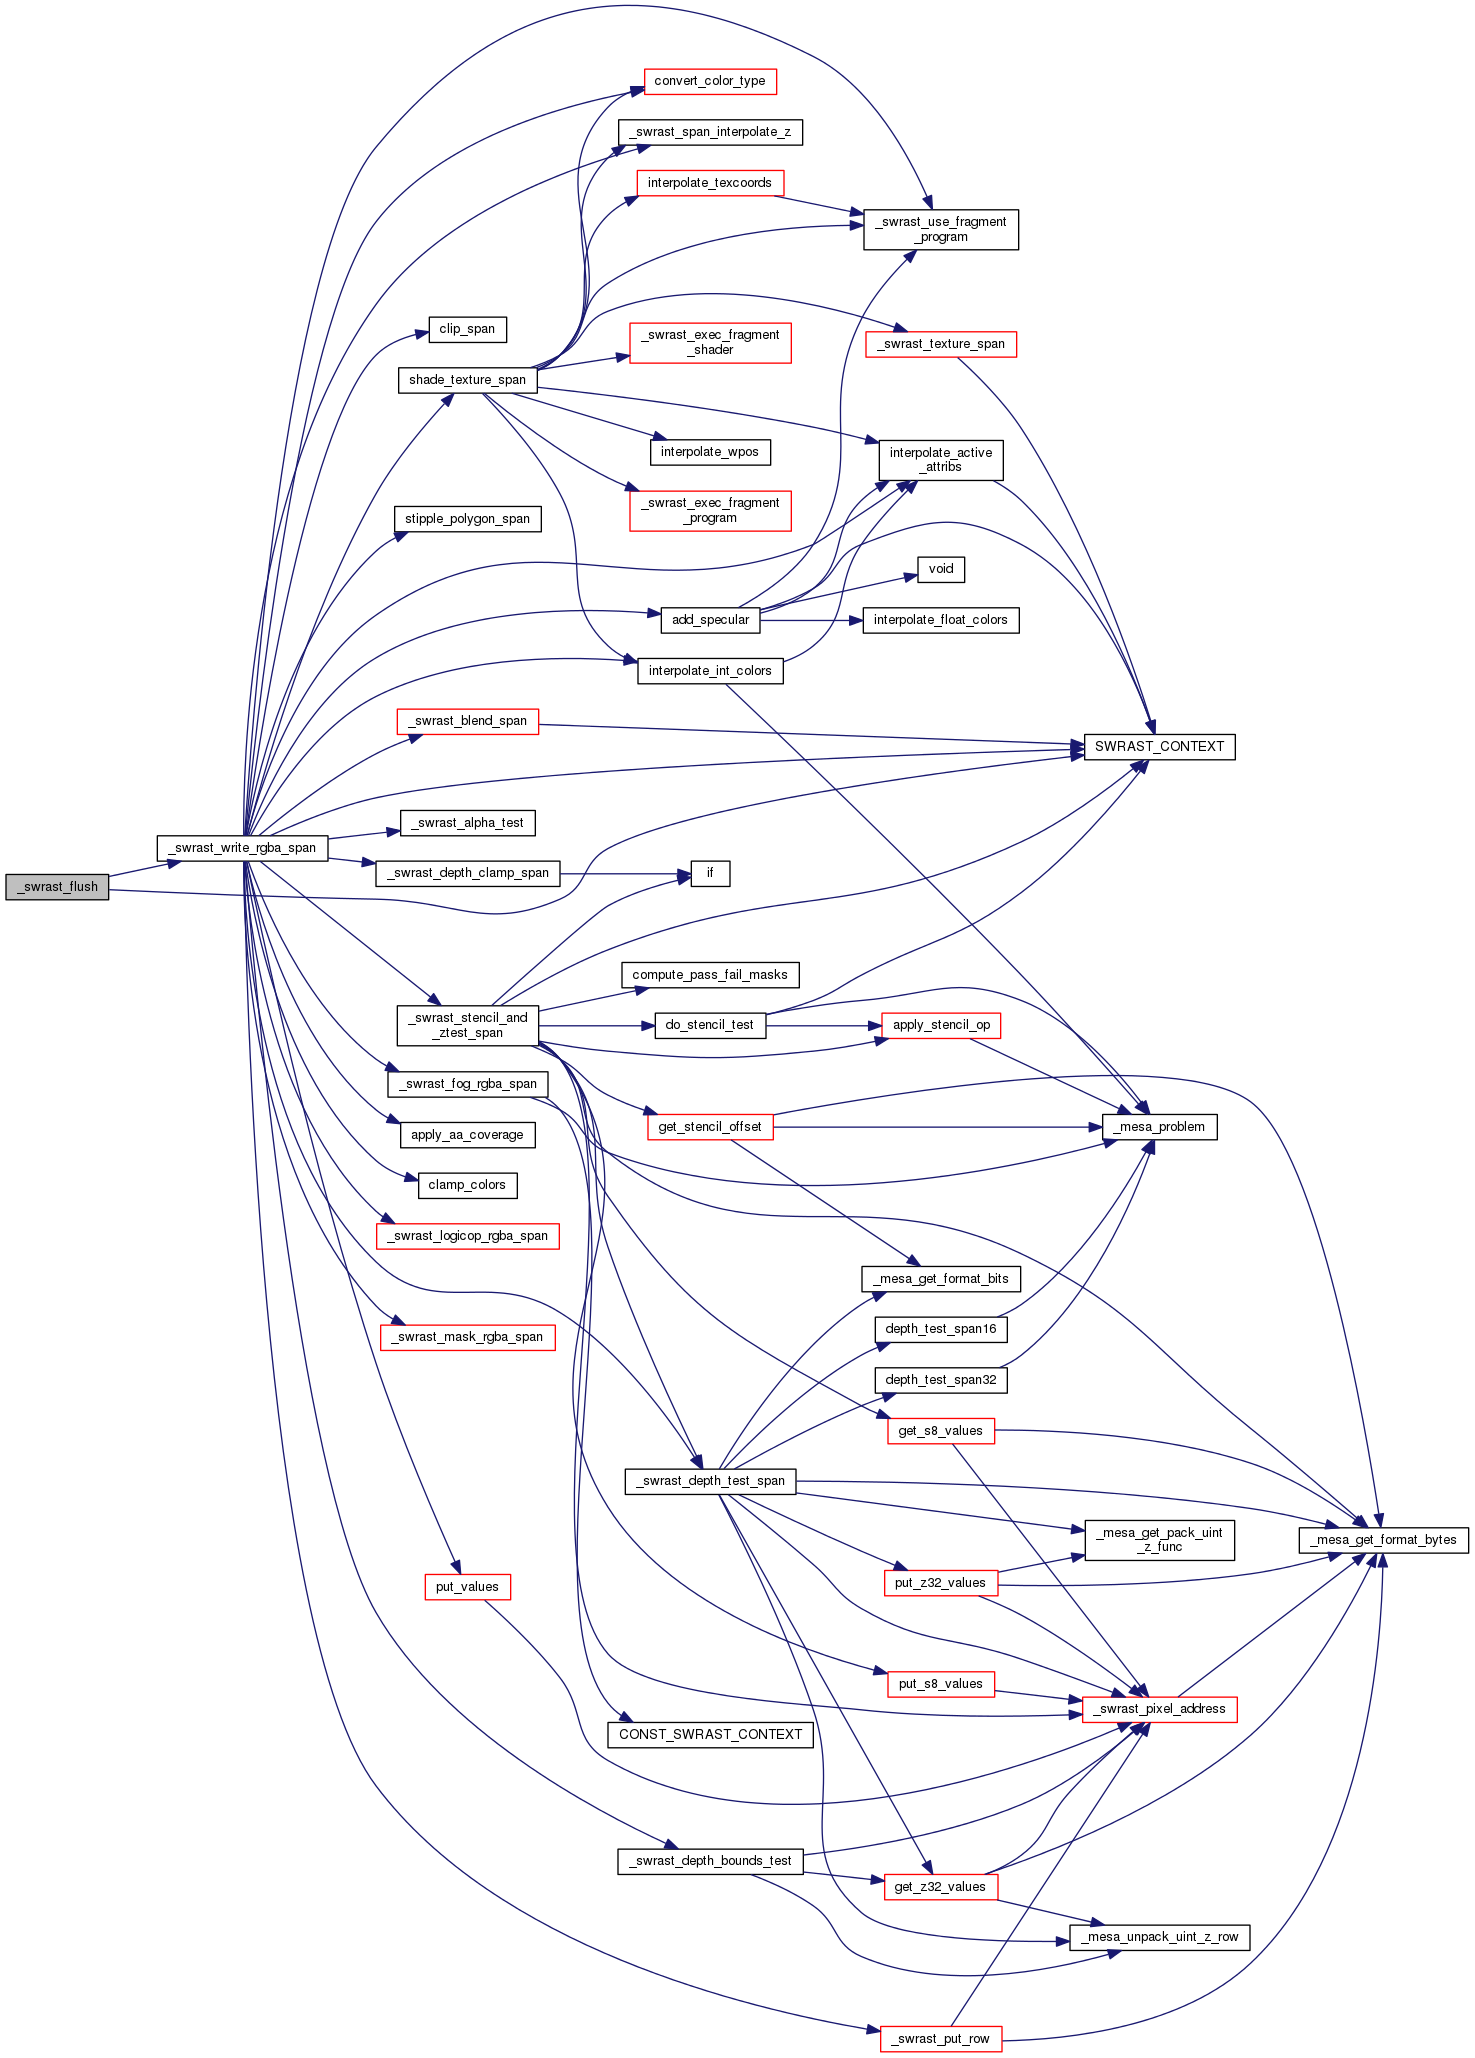 convert_color_type
_swrast_span_interpolate_z
interpolate_texcoords
_swrast_use_fragment
_program
clip_span
_swrast_exec_fragment
_shader
_swrast_texture_span
shade_texture_span
interpolate_wpos
interpolate_active
_attribs
_swrast_exec_fragment
_program
stipple_polygon_span
void
add_specular
interpolate_float_colors
interpolate_int_colors
_swrast_blend_span
SWRAST_CONTEXT
_swrast_alpha_test
_swrast_write_rgba_span
_swrast_depth_clamp_span
if
_swrast_flush
compute_pass_fail_masks
_swrast_stencil_and
_ztest_span
do_stencil_test
apply_stencil_op
_swrast_fog_rgba_span
get_stencil_offset
_mesa_problem
apply_aa_coverage
clamp_colors
_swrast_logicop_rgba_span
_mesa_get_format_bits
_swrast_mask_rgba_span
depth_test_span16
depth_test_span32
get_s8_values
_swrast_depth_test_span
_mesa_get_pack_uint
_z_func
_mesa_get_format_bytes
put_values
put_z32_values
put_s8_values
_swrast_pixel_address
CONST_SWRAST_CONTEXT
_swrast_depth_bounds_test
get_z32_values
_mesa_unpack_uint_z_row
_swrast_put_row